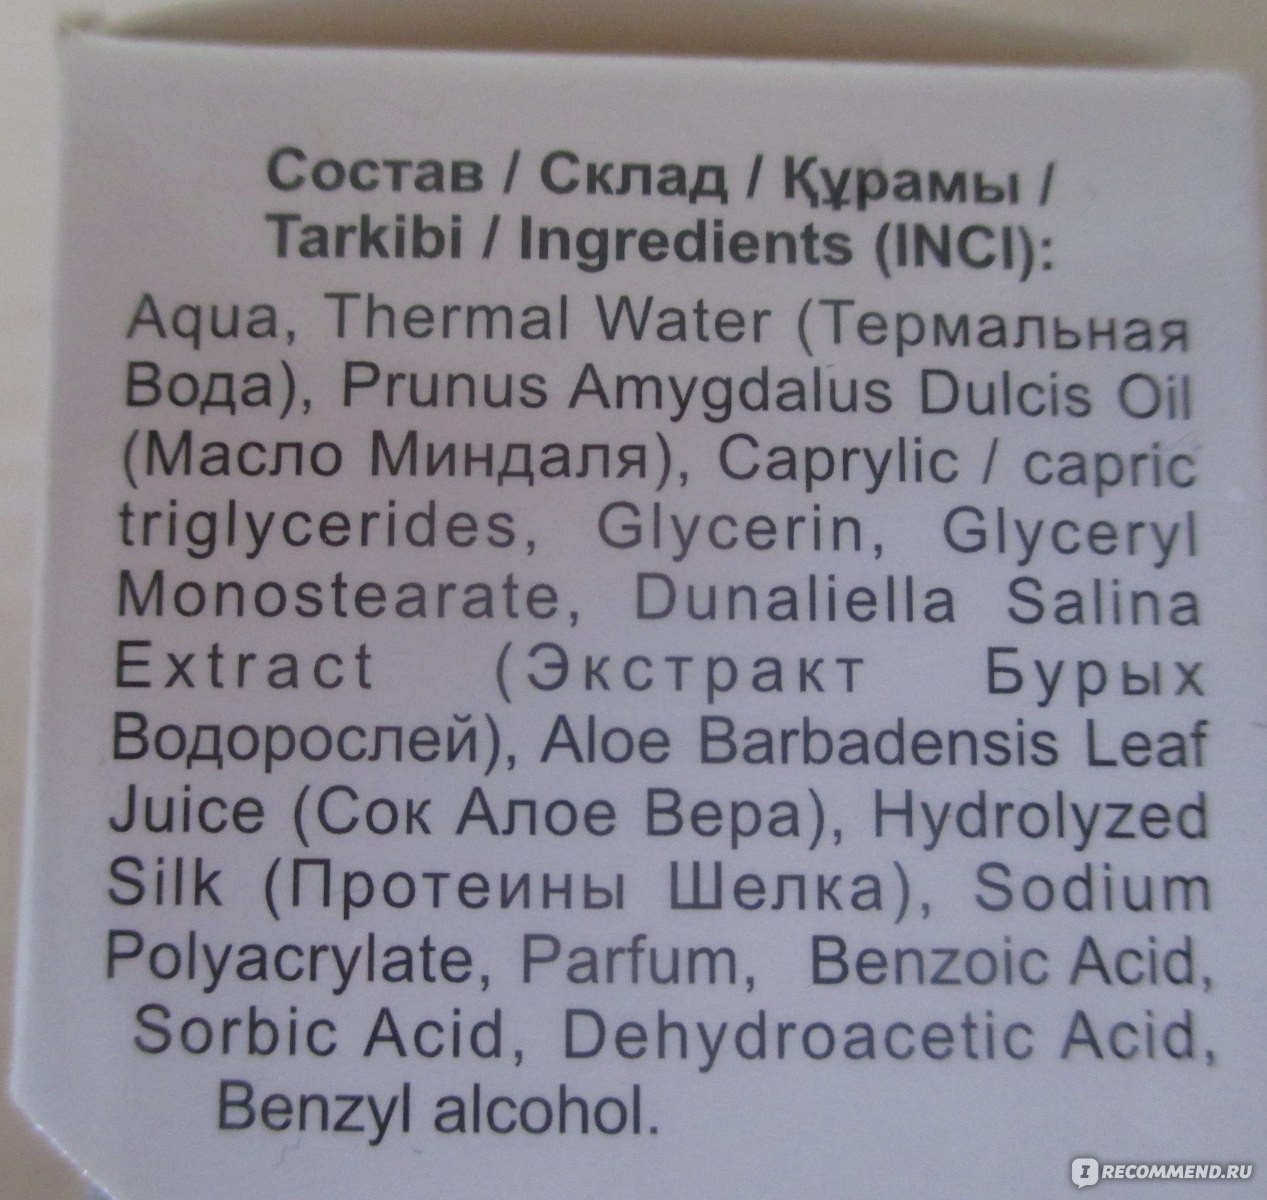 Состав / Склад / Құрамы /
Tarkibi / Ingredients (INCI):
Aqua, Thermal Water (Термальная
Вода), Prunus Amygdalus Dulcis Oil
(Масло Миндаля), Caprylic / capric
triglycerides, Glycerin, Glyceryl
Monostearate, Dunaliella Salina
Extract (Экстракт Бурых
Водорослей), Aloe Barbadensis Leaf
Juice (Сок Алое Вера), Hydrolyzed
Silk (Протеины Шелка), Sodium
Polyacrylate, Parfum, Benzoic Acid,
Sorbic Acid, Dehydroacetic Acid,
Benzyl alcohol.
I RECOMMEND.RU